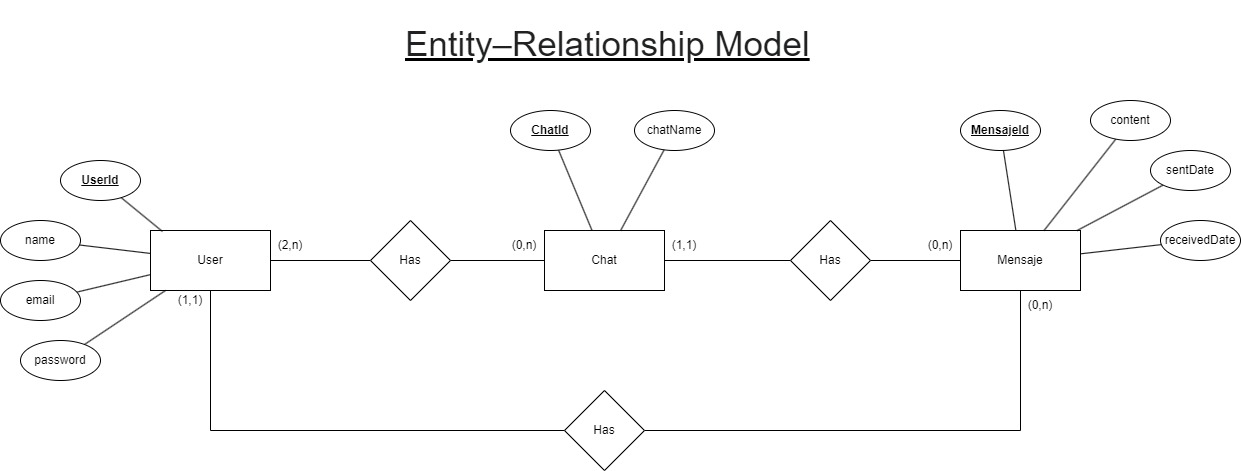 Entity–Relationship Model
ChatId
chatName
MensajeId
content
sentDate
receivedDate
UserId
name
email
password
User
(2,n)
Has
(0,n)
Chat
(1,1)
Has
(0,n)
Mensaje
(1,1)
(0,n)
Has